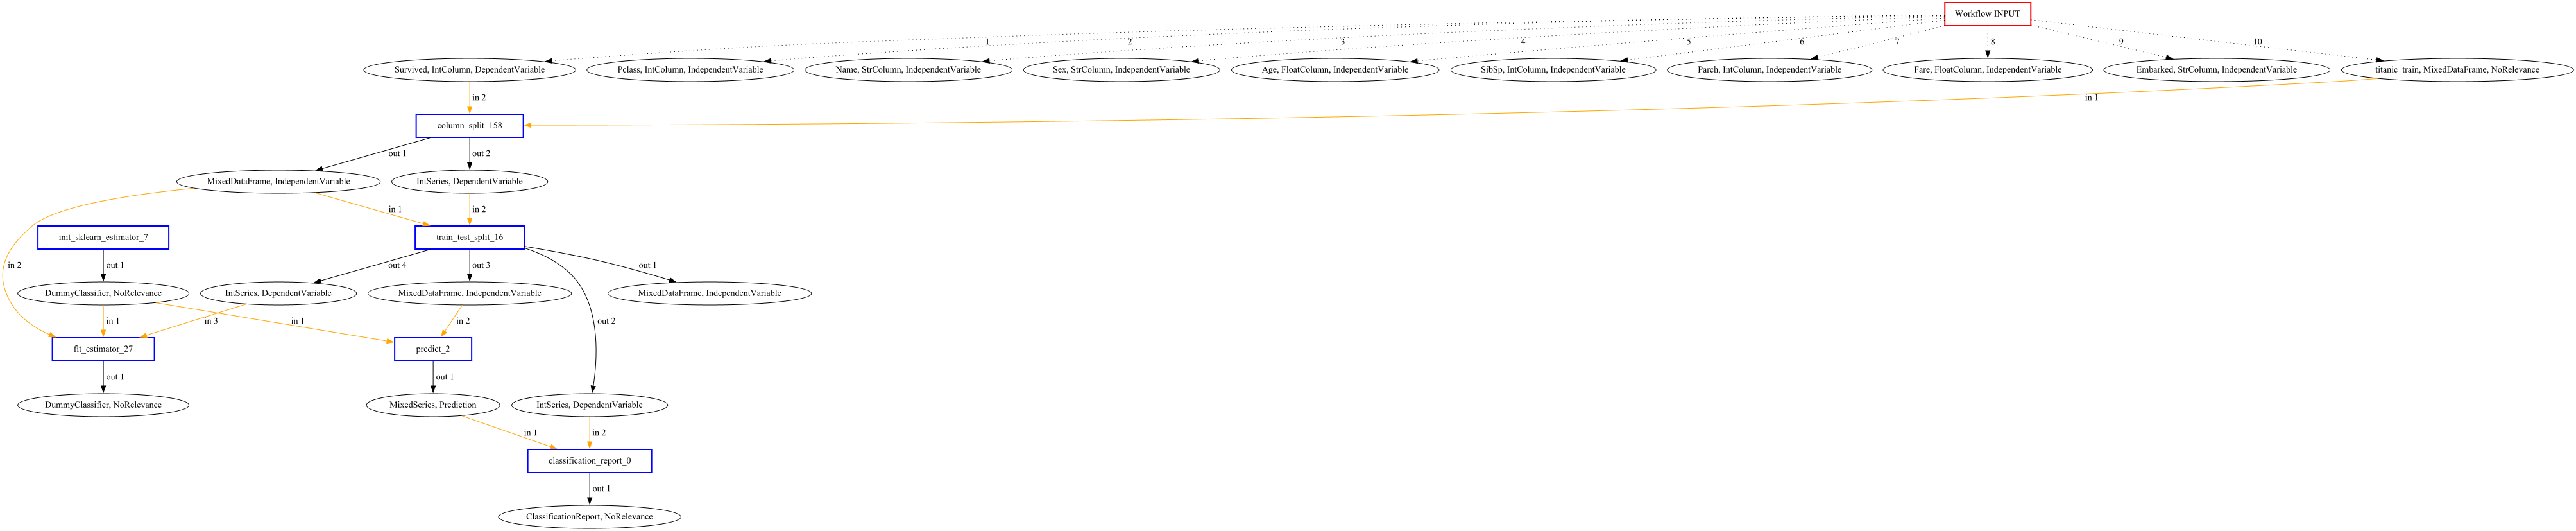 Workflow INPUT
1
2
3
4
5
6
7
8
9
10
Survived, IntColumn, DependentVariable
Pclass, IntColumn, IndependentVariable
Name, StrColumn, IndependentVariable
Sex, StrColumn, IndependentVariable
Age, FloatColumn, IndependentVariable
SibSp, IntColumn, IndependentVariable
Parch, IntColumn, IndependentVariable
Fare, FloatColumn, IndependentVariable
Embarked, StrColumn, IndependentVariable
titanic_train, MixedDataFrame, NoRelevance
in 2
in 1
column_split_158
out 1
out 2
MixedDataFrame, IndependentVariable
IntSeries, DependentVariable
in 1
in 2
init_sklearn_estimator_7
train_test_split_16
in 2
out 1
out 4
out 3
out 1
DummyClassifier, NoRelevance
IntSeries, DependentVariable
MixedDataFrame, IndependentVariable
MixedDataFrame, IndependentVariable
in 1
in 3
in 1
in 2
out 2
fit_estimator_27
predict_2
out 1
out 1
DummyClassifier, NoRelevance
MixedSeries, Prediction
IntSeries, DependentVariable
in 1
in 2
classification_report_0
out 1
ClassificationReport, NoRelevance